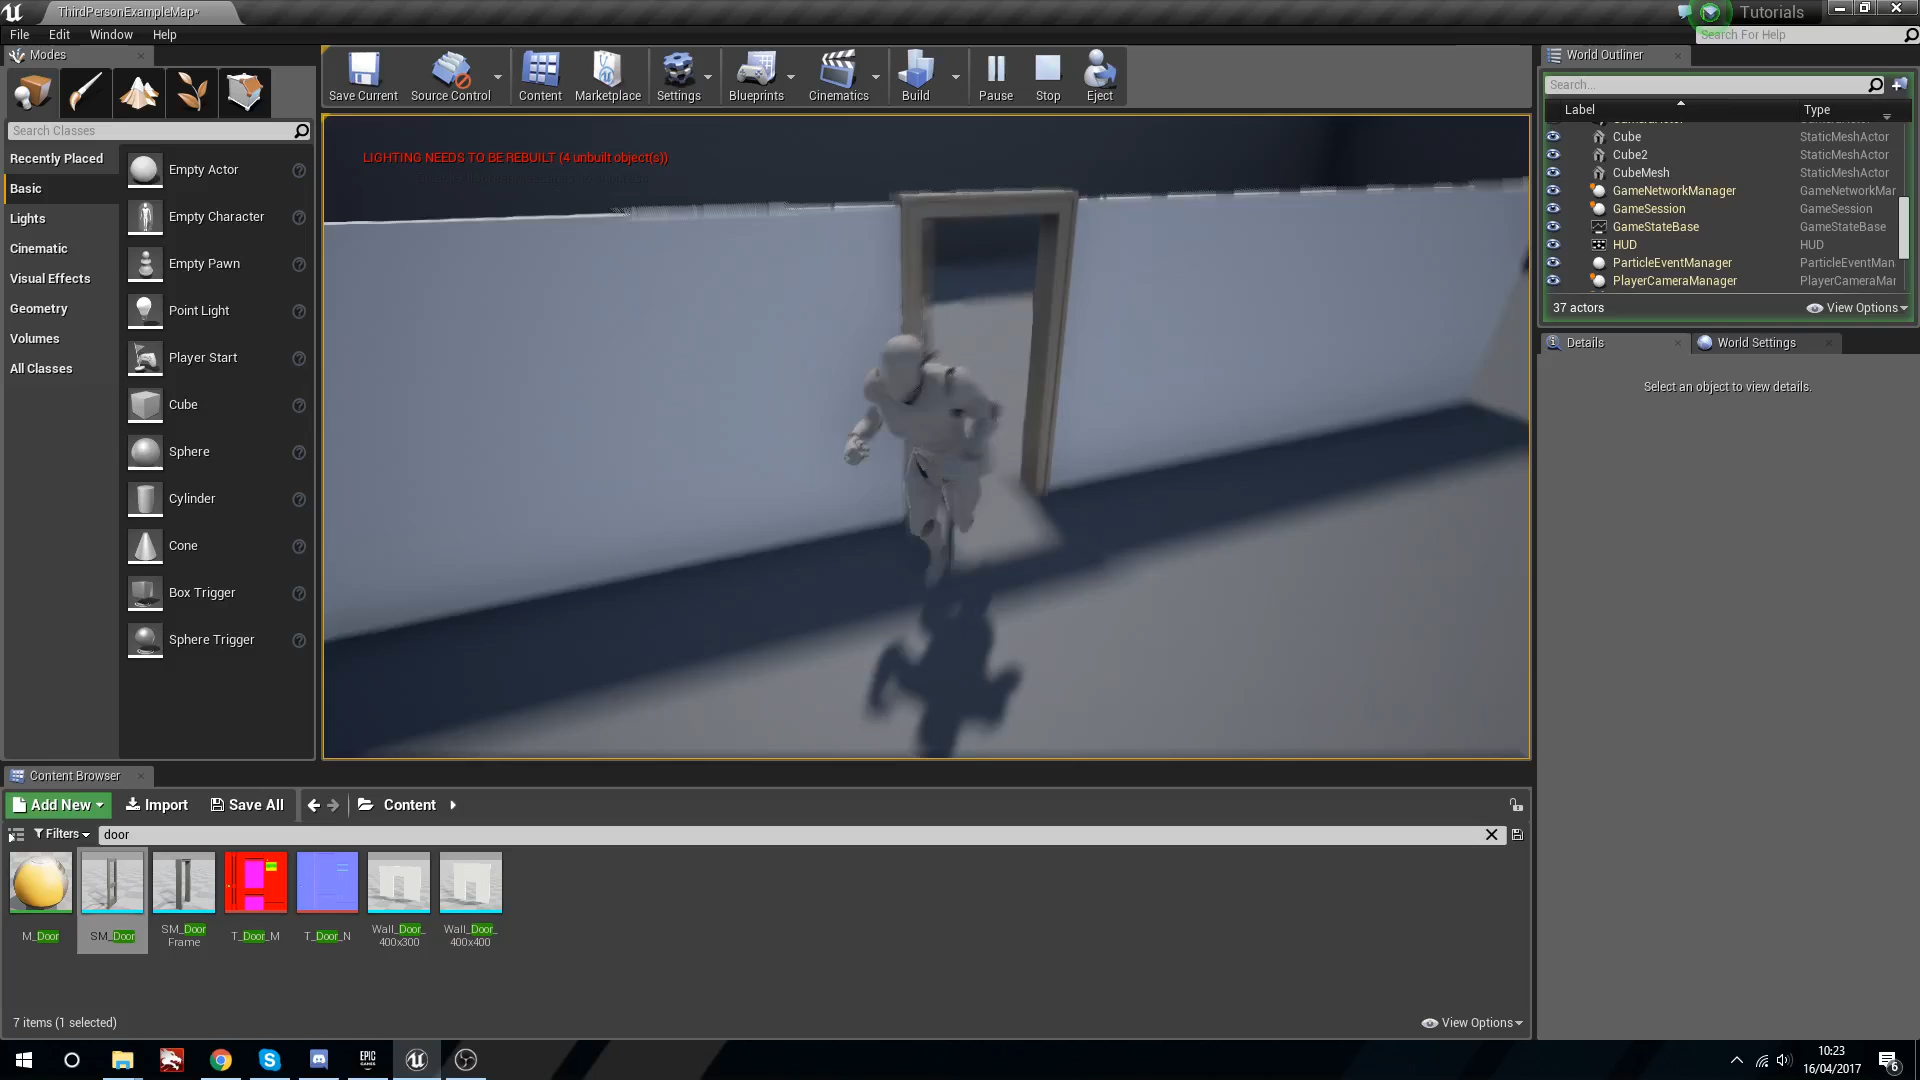 ThirdPersonExampleMap*
Tutorials
File
Edit
Window
Help
Search For Help
Modes
Save Current
Source Control
Content
Marketplace
Settings
Blueprints
Cinematics
Build
Pause
Stop
Eject
Search Classes
Recently Placed
Basic
Lights
Cinematic
Visual Effects
Geometry
Volumes
All Classes
Empty Actor
Empty Character
Empty Pawn
Point Light
Player Start
Cube
Sphere
Cylinder
Cone
Box Trigger
Sphere Trigger
LIGHTING NEEDS TO BE REBUILT (4 unbuilt object(s))
World Outliner
Search...
Label Type
Cube StaticMeshActor
Cube2 StaticMeshActor
CubeMesh StaticMeshActor
GameNetworkManager GameNetworkMar
GameSession GameSession
GameStateBase GameStateBase
HUD HUD
ParticleEventManager ParticleEventMan
PlayerCameraManager PlayerCameraMar
37 actors
View Options
Details
World Settings
Select an object to view details.
Content Browser
Add New
Import
Save All
Content
Filters
door
M_Door
SM_Door
SM_Door
Frame
T_Door_M
T_Door_N
Wall_Door_
400x300
Wall_Door_
400x400
7 items (1 selected)
View Options
EPIC
GAMES
10:23
16/04/2017
6